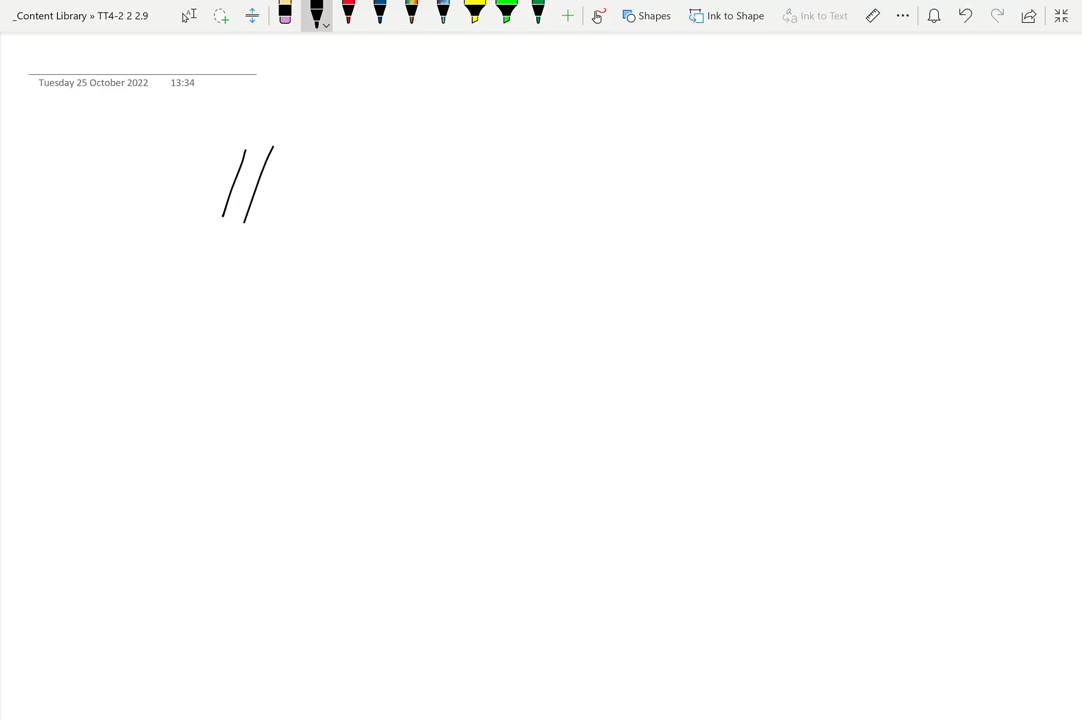 _Content Library » TT4-2 2 2.9 Shapes Ink to Shape Ink to Text
Tuesday 25 October 2022 13:34
//